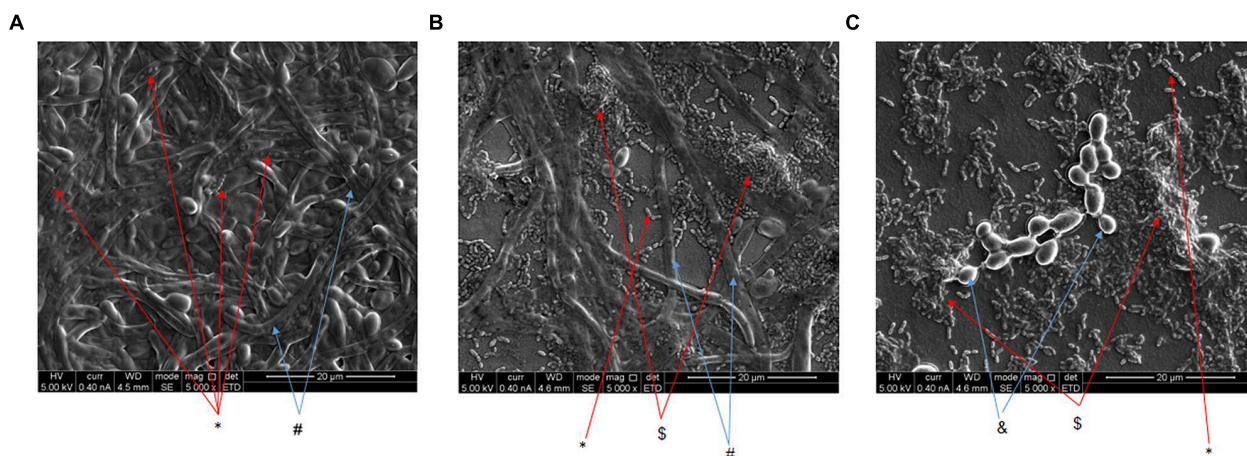 A B C
HV curr WD mode mag □ det
5.00 kV 0.40 nA 4.5 mm SE 5 000 x ETD 20 µm
HV curr WD mode mag □ det
5.00 kV 0.40 nA 4.6 mm SE 5 000 x ETD 20 µm
HV curr WD mode mag □ det
5.00 kV 0.40 nA 4.6 mm SE 5 000 x ETD 20 µm
* #
* $ #
& $ *